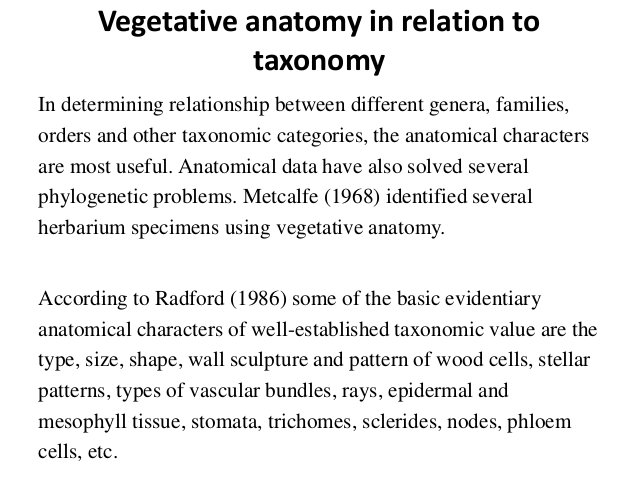 Vegetative anatomy in relation to
taxonomy
In determining relationship between different genera, families,
orders and other taxonomic categories, the anatomical characters
are most useful. Anatomical data have also solved several
phylogenetic problems. Metcalfe (1968) identified several
herbarium specimens using vegetative anatomy.
According to Radford (1986) some of the basic evidentiary
anatomical characters of well-established taxonomic value are the
type, size, shape, wall sculpture and pattern of wood cells, stellar
patterns, types of vascular bundles, rays, epidermal and
mesophyll tissue, stomata, trichomes, sclerides, nodes, phloem
cells, etc.